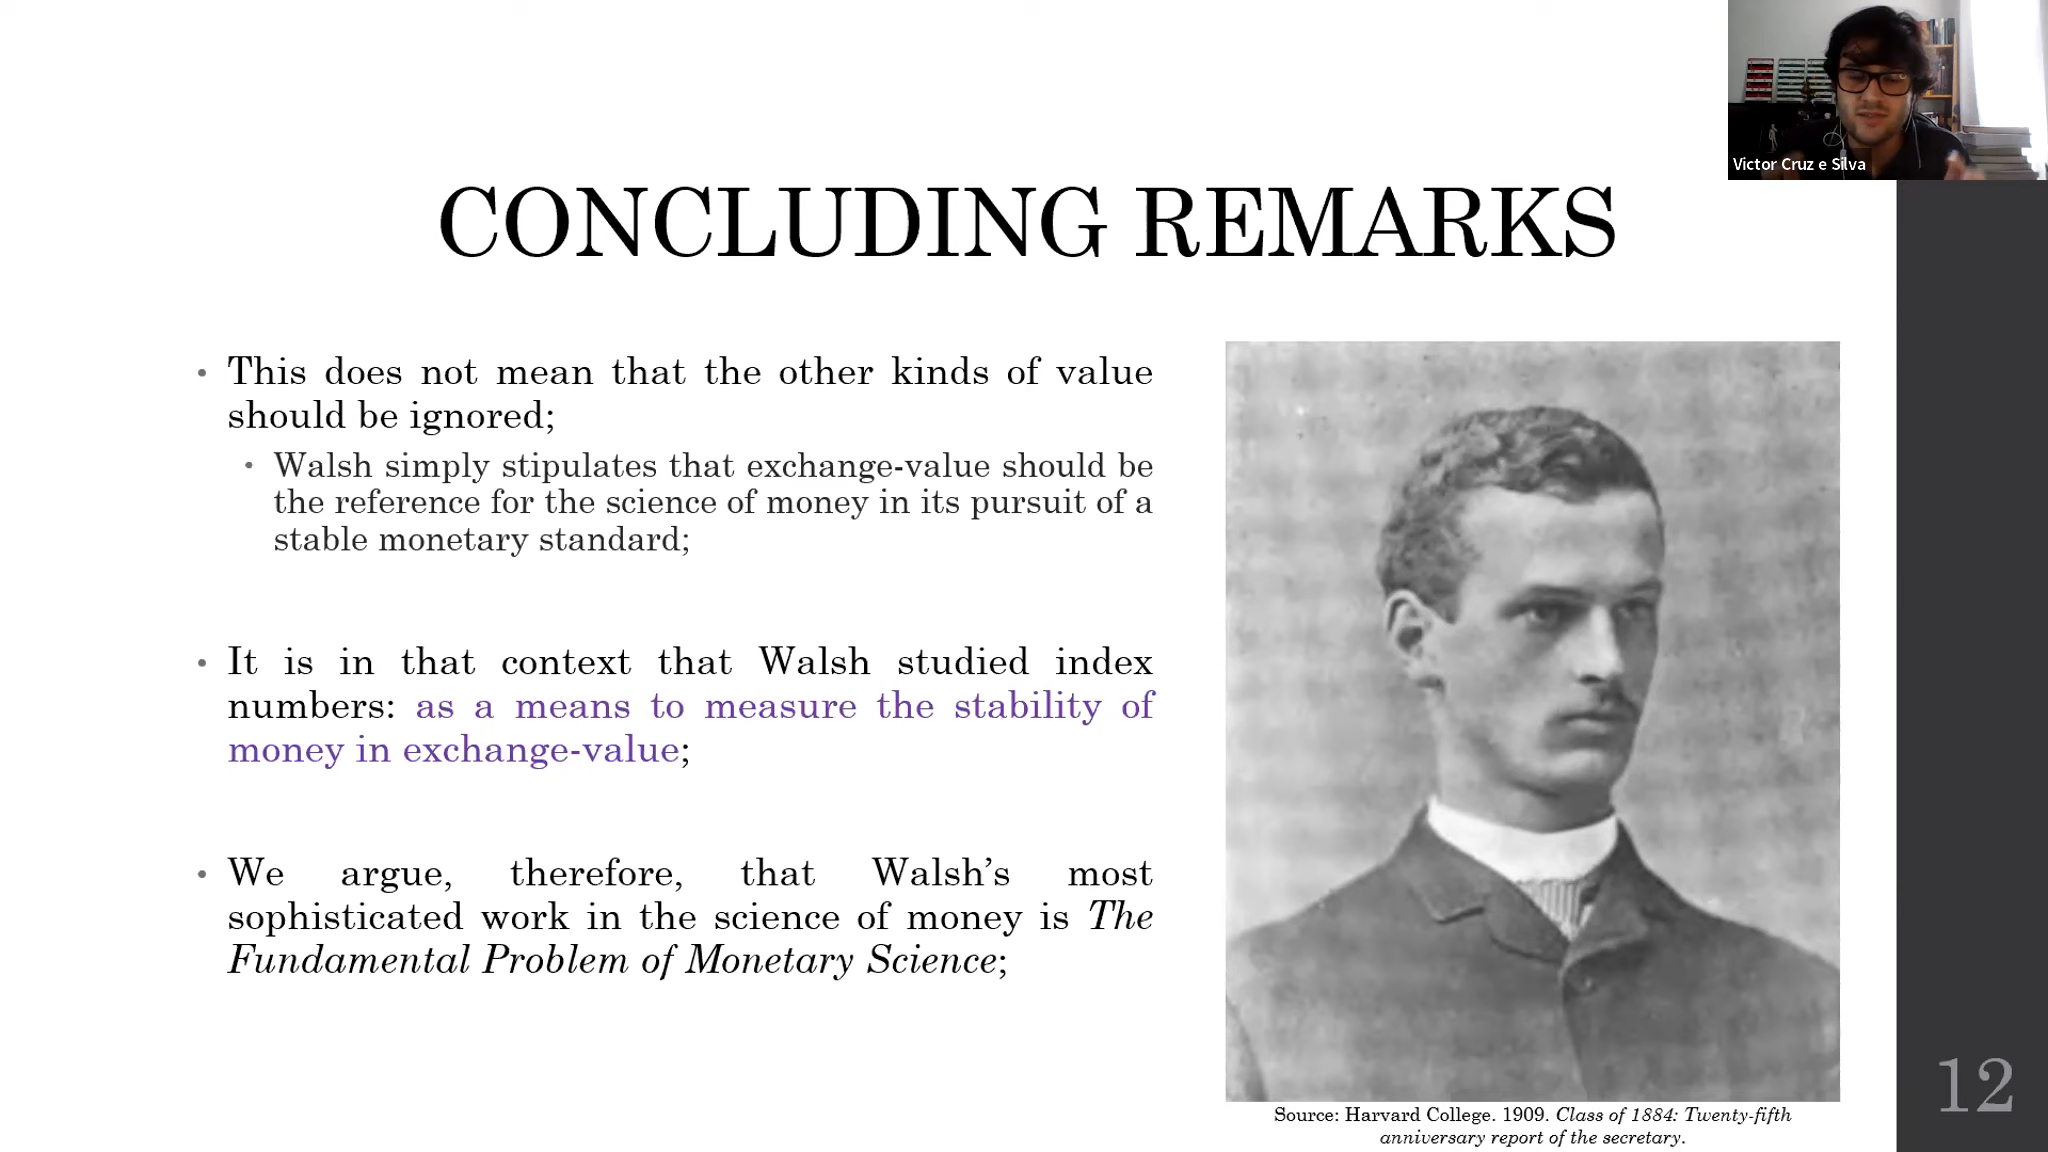 Victor Cruz e Silva
CONCLUDING REMARKS
• This does not mean that the other kinds of value
should be ignored;
• Walsh simply stipulates that exchange-value should be
the reference for the science of money in its pursuit of a
stable monetary standard;
• It is in that context that Walsh studied index
numbers: as a means to measure the stability of
money in exchange-value;
• We argue, therefore, that Walsh’s most
sophisticated work in the science of money is The
Fundamental Problem of Monetary Science;
Source: Harvard College. 1909. Class of 1884: Twenty-fifth
anniversary report of the secretary.
12